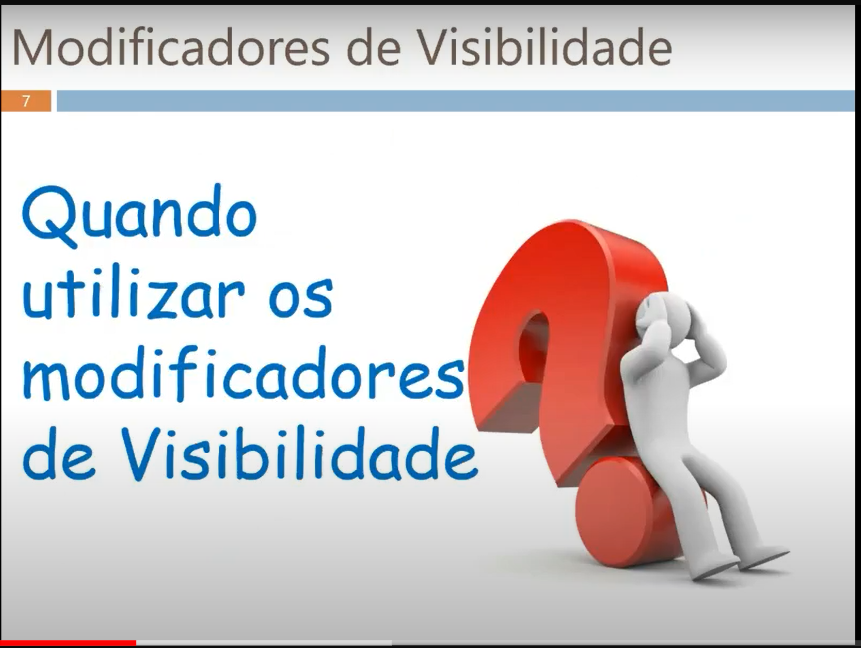 Modificadores de Visibilidade
7
Quando
utilizar os
modificadores
de Visibilidade